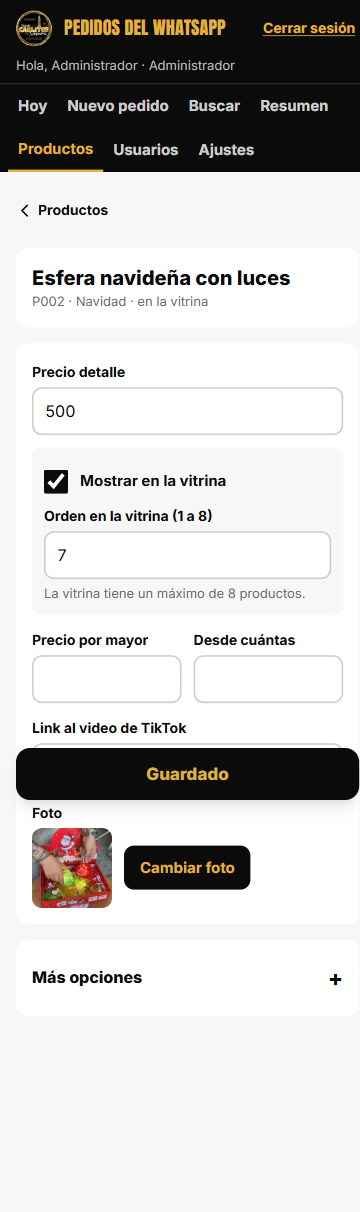 PEDIDOS DEL WHATSAPP
Cerrar sesión
Hola, Administrador · Administrador
Hoy Nuevo pedido Buscar Resumen
Productos Usuarios Ajustes
Productos
Esfera navideña con luces
P002 · Navidad · en la vitrina
Precio detalle
500
Mostrar en la vitrina
Orden en la vitrina (1 a 8)
7
La vitrina tiene un máximo de 8 productos.
Precio por mayor Desde cuántas
Link al video de TikTok
Guardado
Foto
Cambiar foto
Más opciones
+